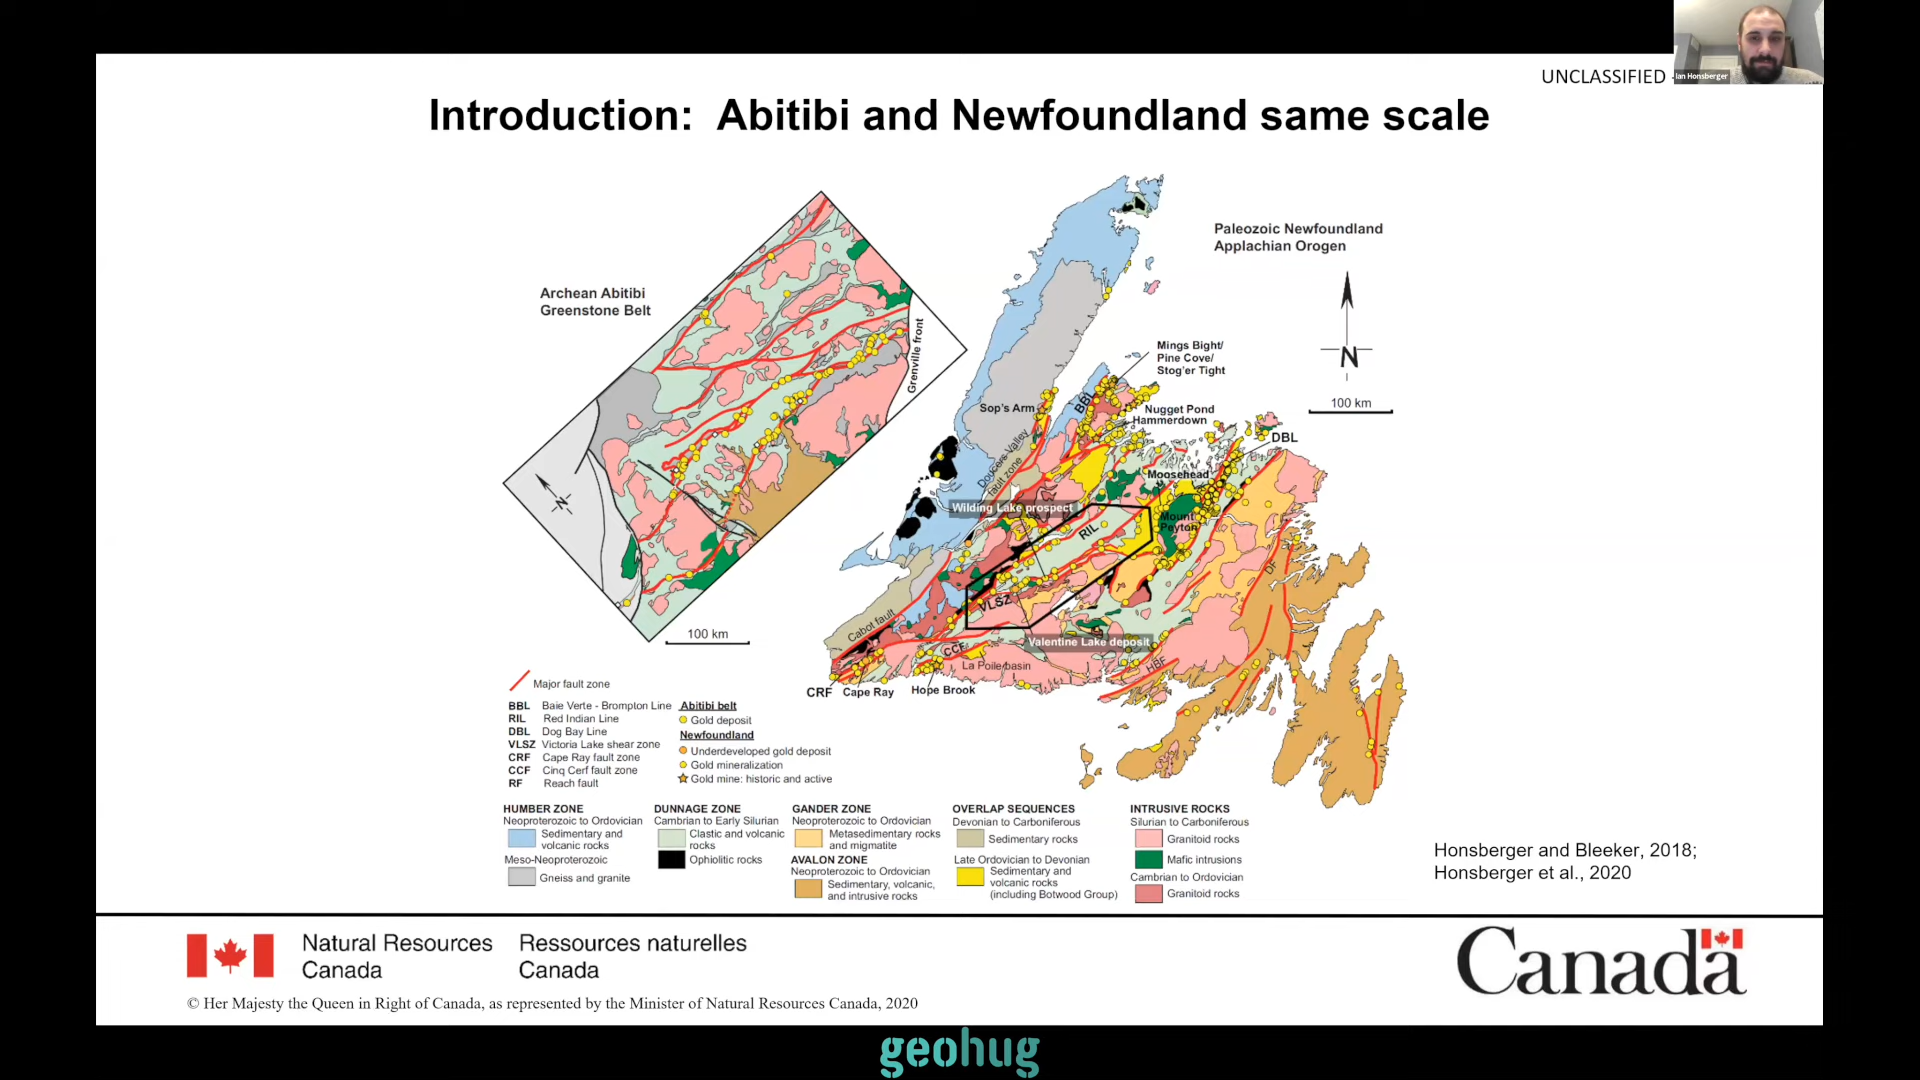 UNCLASSIFIED -
Ian Honsberger
Introduction:  Abitibi and Newfoundland same scale
Paleozoic Newfoundland
Applachian Orogen
Archean Abitibi
Greenstone Belt
Grenville front
N
100 km
N
100 km
Mings Bight/
Pine Cove/
Stog'er Tight
Sop's Arm
BBL
Nugget Pond
Hammerdown
DBL
Doucers Valley
fault zone
Moosehead
Wilding Lake prospect
Mount
Peyton
RIL
DF
VLSZ
Cabot fault
Valentine Lake deposit
CCF
La Poile basin
HBF
CRF
Cape Ray
Hope Brook
Major fault zone
BBL Baie Verte - Brompton Line
RIL Red Indian Line
DBL Dog Bay Line
VLSZ Victoria Lake shear zone
CRF Cape Ray fault zone
CCF Cinq Cerf fault zone
RF Reach fault
Abitibi belt
Gold deposit
Newfoundland
Underdeveloped gold deposit
Gold mineralization
Gold mine: historic and active
HUMBER ZONE
Neoproterozoic to Ordovician
Sedimentary and
volcanic rocks
Meso-Neoproterozoic
Gneiss and granite
DUNNAGE ZONE
Cambrian to Early Silurian
Clastic and volcanic
rocks
Ophiolitic rocks
GANDER ZONE
Neoproterozoic to Ordovician
Metasedimentary rocks
and migmatite
AVALON ZONE
Neoproterozoic to Ordovician
Sedimentary, volcanic,
and intrusive rocks
OVERLAP SEQUENCES
Devonian to Carboniferous
Sedimentary rocks
Late Ordovician to Devonian
Sedimentary and
volcanic rocks
(including Botwood Group)
INTRUSIVE ROCKS
Silurian to Carboniferous
Granitoid rocks
Mafic intrusions
Cambrian to Ordovician
Granitoid rocks
Honsberger and Bleeker, 2018;
Honsberger et al., 2020
Natural Resources
Canada
Ressources naturelles
Canada
Canada
© Her Majesty the Queen in Right of Canada, as represented by the Minister of Natural Resources Canada, 2020
geohug